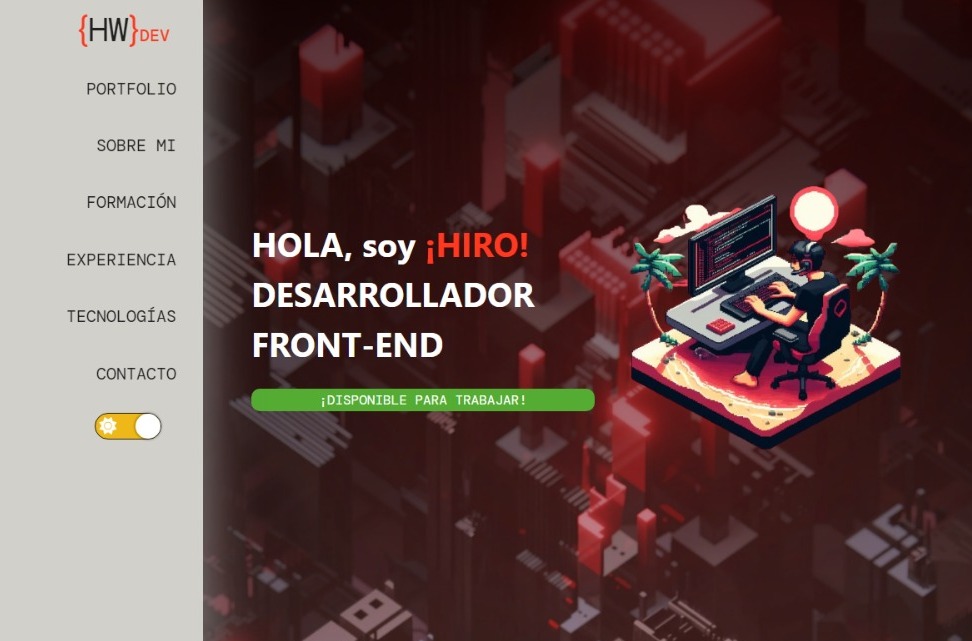 {HW}DEV
PORTFOLIO
SOBRE MI
FORMACIÓN
EXPERIENCIA
TECNOLOGÍAS
CONTACTO
HOLA, soy ¡HIRO!
DESARROLLADOR
FRONT-END
¡DISPONIBLE PARA TRABAJAR!